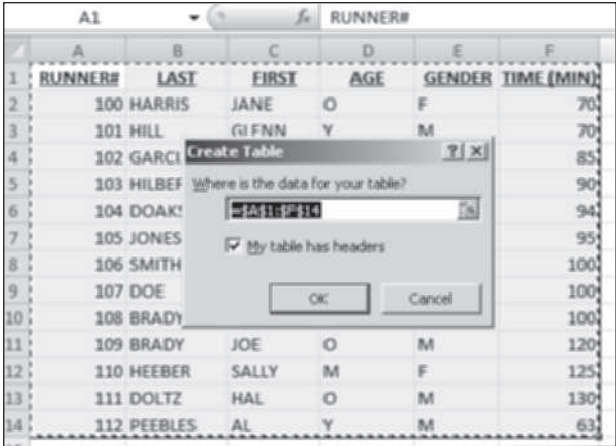 A1 fx RUNNER#
A B C D E F
1 RUNNER# LAST FIRST AGE GENDER TIME (MIN)
2 100 HARRIS JANE O F 70
3 101 HILL GLENN Y M 70
4 102 GARCI 85
Create Table ? x
5 103 HILBER 90
Where is the data for your table?
6 104 DOAKS 94
=$A$1:$F$14
7 105 JONES 95
My table has headers
8 106 SMITH 100
9 107 DOE 100
OK Cancel
10 108 BRADY 100
11 109 BRADY JOE O M 120
12 110 HEEBER SALLY M F 125
13 111 DOLTZ HAL O M 130
14 112 PEEBLES AL Y M 63